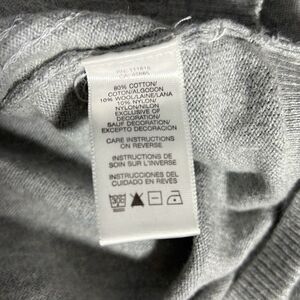 80% COTTON/
COTON/ALGODON
10% WOOL/LAINE/LANA
10% NYLON/
NYLON/NILON
EXCLUSIVE OF
DECORATION/
SAUF DECORATION/
EXCEPTO DECORACION
CARE INSTRUCTIONS
ON REVERSE
INSTRUCTIONS DE
SOIN SUR L'INVERSE
INSTRUCCIONES DEL
CUIDADO EN REVÉS